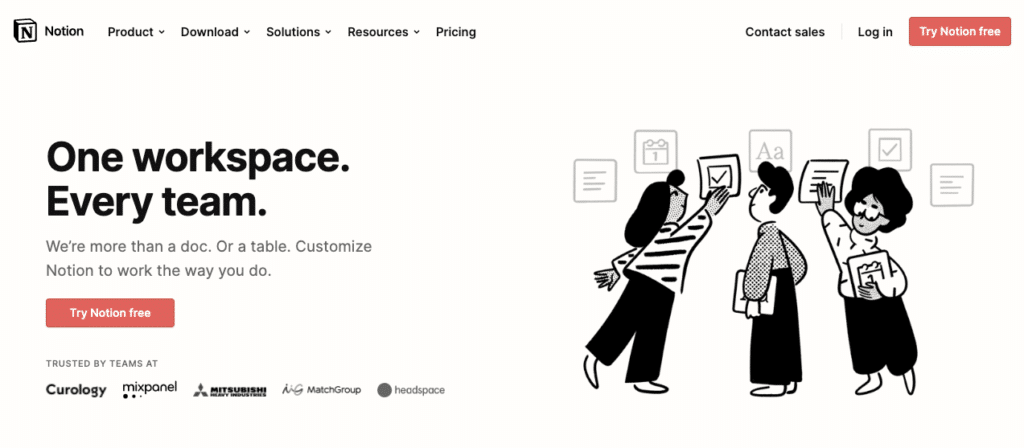 Notion
Product
Download
Solutions
Resources
Pricing
Contact sales
Log in
Try Notion free
One workspace.
Every team.
We’re more than a doc. Or a table. Customize
Notion to work the way you do.
Try Notion free
TRUSTED BY TEAMS AT
Curology
mixpanel
MITSUBISHI
HEAVY INDUSTRIES
MatchGroup
headspace
1
Aa